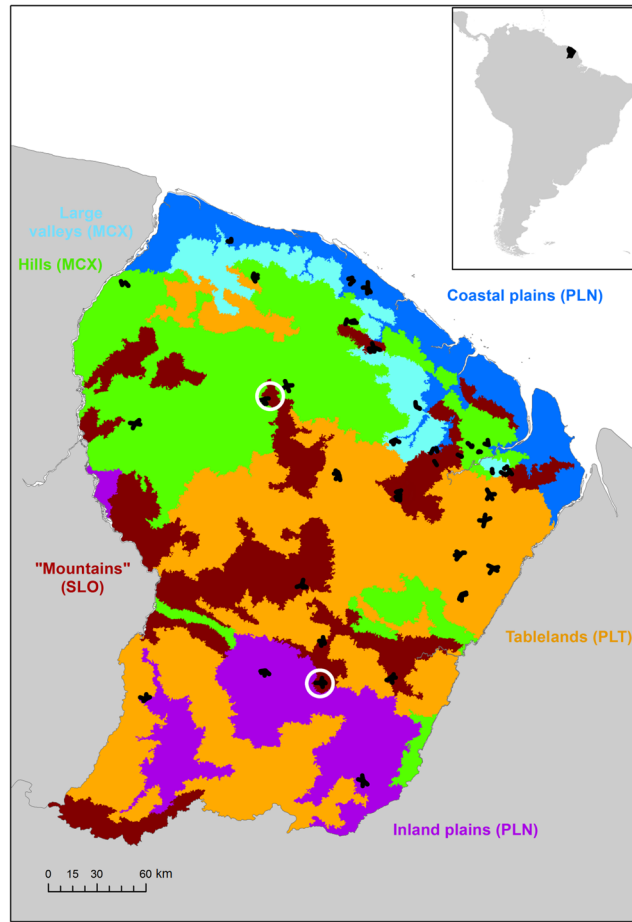 Large
valleys (MCX)
Hills (MCX)
Coastal plains (PLN)
"Mountains"
(SLO)
Tablelands (PLT)
Inland plains (PLN)
0 15 30 60 km